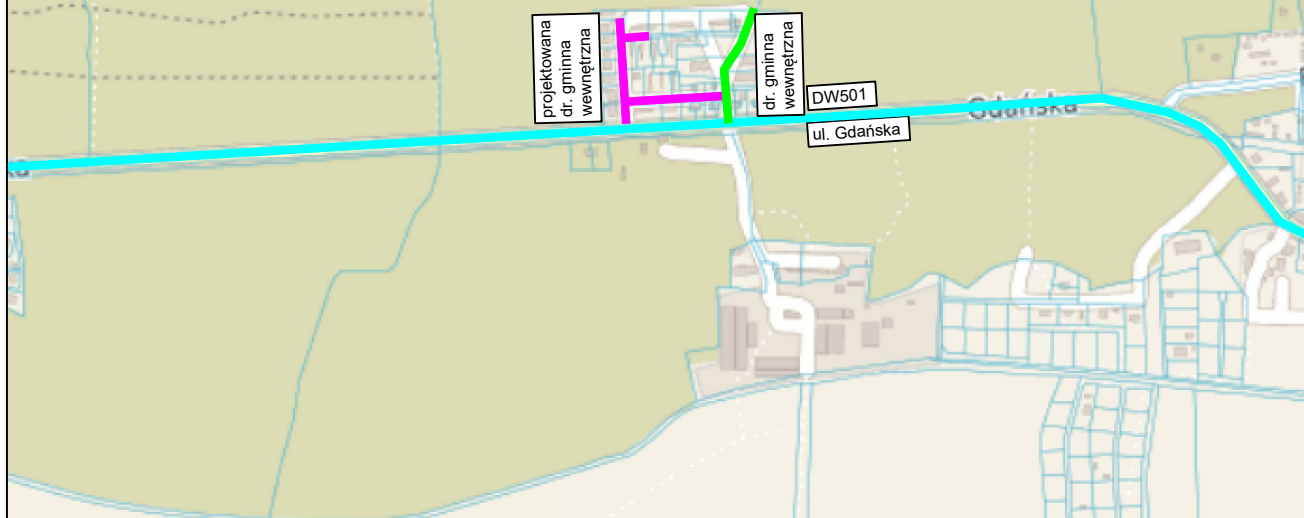 projektowana
dr. gminna
wewnętrzna
dr. gminna
wewnętrzna
DW501
Gdańska
ul. Gdańska